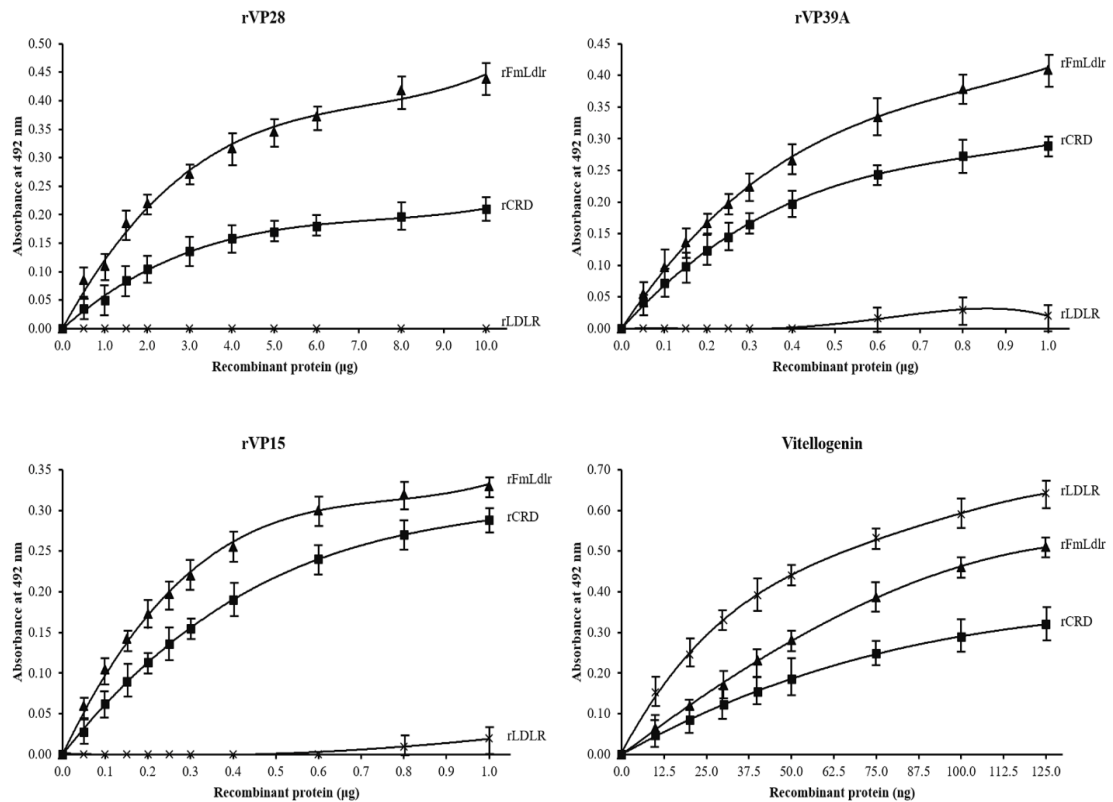 rVP28
0.50
0.45
0.40
0.35
0.30
0.25
0.20
0.15
0.10
0.05
0.00
Absorbance at 492 nm
rFmLdlr
rCRD
rLDLR
0.0 1.0 2.0 3.0 4.0 5.0 6.0 7.0 8.0 9.0 10.0
Recombinant protein (µg)
rVP39A
0.45
0.40
0.35
0.30
0.25
0.20
0.15
0.10
0.05
0.00
Absorbance at 492 nm
rFmLdlr
rCRD
rLDLR
0.0 0.1 0.2 0.3 0.4 0.5 0.6 0.7 0.8 0.9 1.0
Recombinant protein (µg)
rVP15
0.35
0.30
0.25
0.20
0.15
0.10
0.05
0.00
Absorbance at 492 nm
rFmLdlr
rCRD
rLDLR
0.0 0.1 0.2 0.3 0.4 0.5 0.6 0.7 0.8 0.9 1.0
Recombinant protein (µg)
Vitellogenin
0.70
0.60
0.50
0.40
0.30
0.20
0.10
0.00
Absorbance at 492 nm
rLDLR
rFmLdlr
rCRD
0.0 12.5 25.0 37.5 50.0 62.5 75.0 87.5 100.0 112.5 125.0
Recombinant protein (ng)